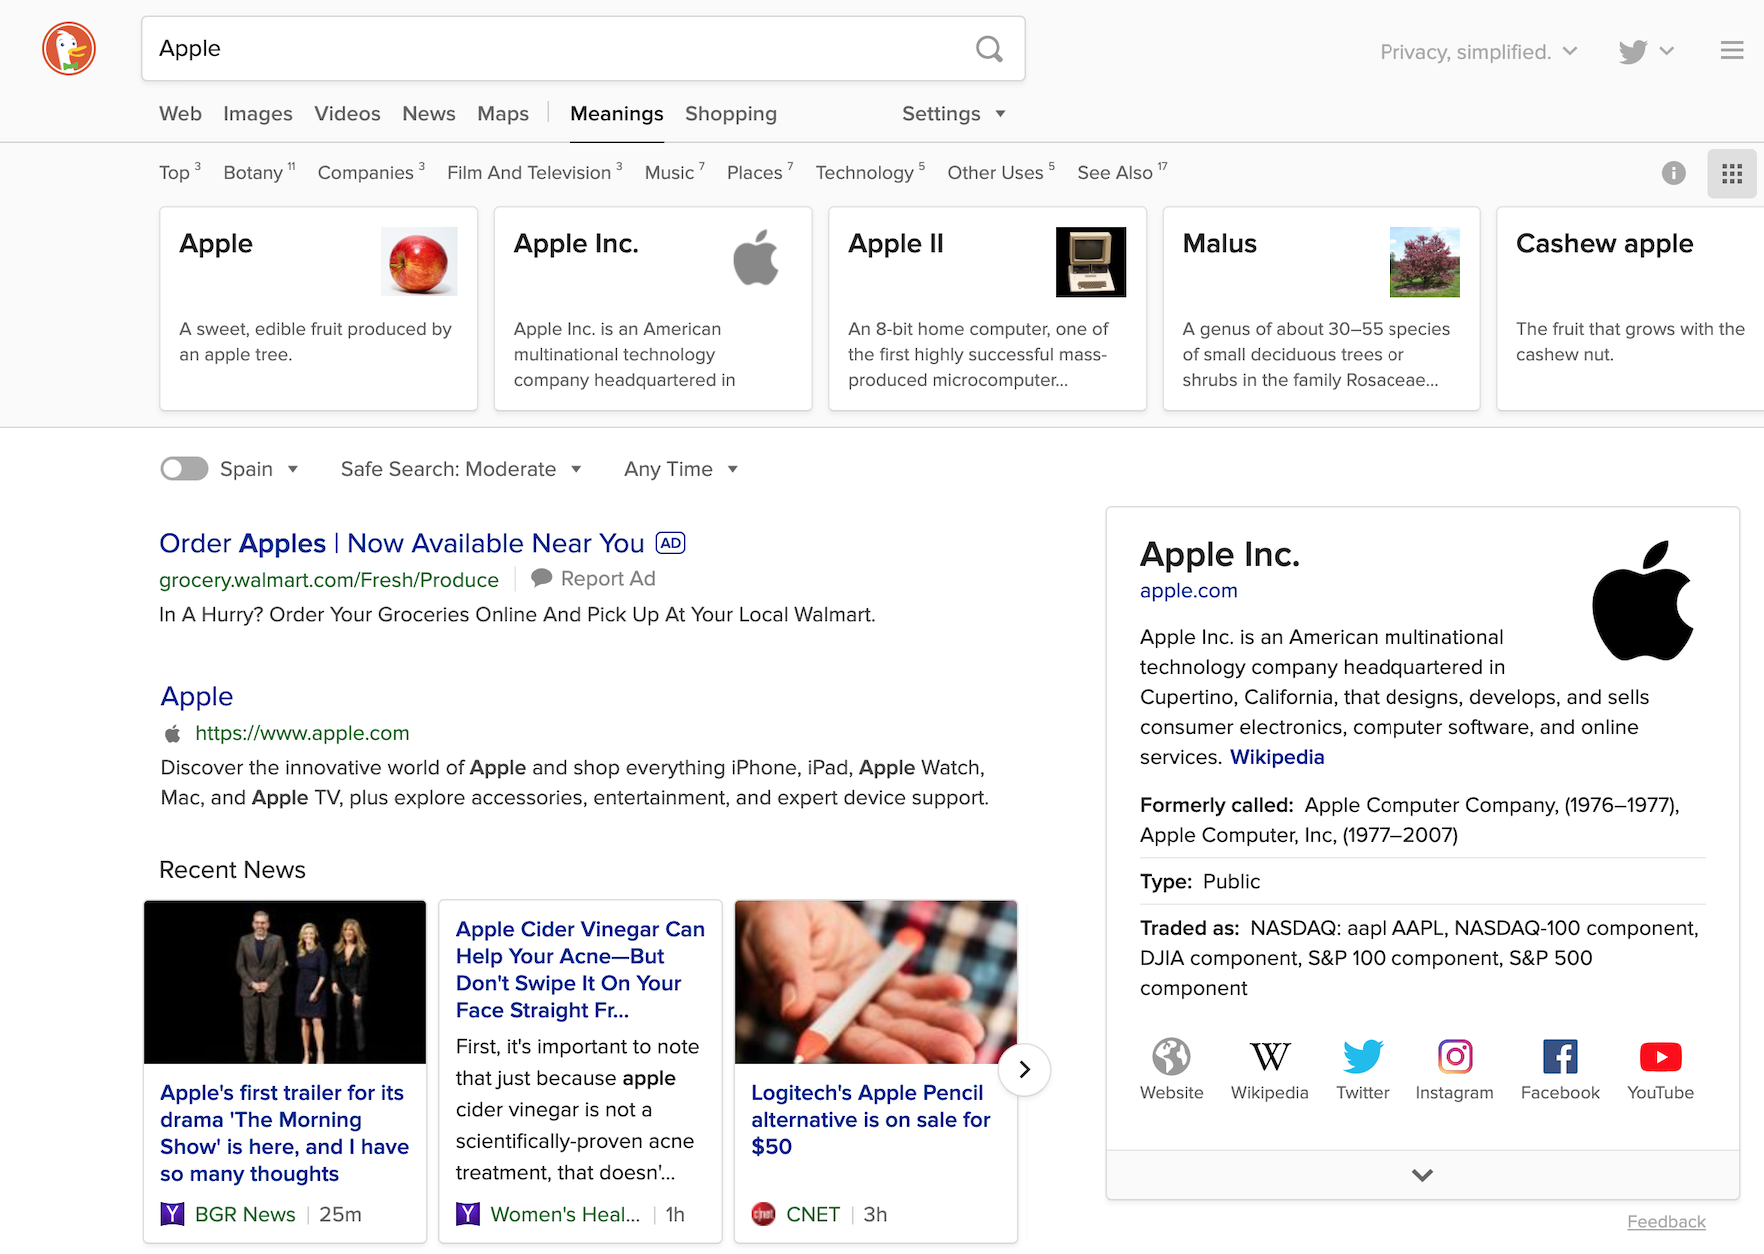 Apple
Privacy, simplified.
Web Images Videos News Maps Meanings Shopping Settings
Top 3 Botany 11 Companies 3 Film And Television 3 Music 7 Places 7 Technology 5 Other Uses 5 See Also 17
Apple
A sweet, edible fruit produced by
an apple tree.
Apple Inc.
Apple Inc. is an American
multinational technology
company headquartered in
Apple II
An 8-bit home computer, one of
the first highly successful mass-
produced microcomputer...
Malus
A genus of about 30–55 species
of small deciduous trees or
shrubs in the family Rosaceae...
Cashew apple
The fruit that grows with the
cashew nut.
Spain Safe Search: Moderate Any Time
Order Apples | Now Available Near You AD
grocery.walmart.com/Fresh/Produce Report Ad
In A Hurry? Order Your Groceries Online And Pick Up At Your Local Walmart.
Apple
https://www.apple.com
Discover the innovative world of Apple and shop everything iPhone, iPad, Apple Watch,
Mac, and Apple TV, plus explore accessories, entertainment, and expert device support.
Recent News
Apple's first trailer for its
drama 'The Morning
Show' is here, and I have
so many thoughts
Y BGR News | 25m
Apple Cider Vinegar Can
Help Your Acne—But
Don't Swipe It On Your
Face Straight Fr...
First, it's important to note
that just because apple
cider vinegar is not a
scientifically-proven acne
treatment, that doesn'...
Y Women's Heal... | 1h
Logitech's Apple Pencil
alternative is on sale for
$50
c|net CNET | 3h
Apple Inc.
apple.com
Apple Inc. is an American multinational
technology company headquartered in
Cupertino, California, that designs, develops, and sells
consumer electronics, computer software, and online
services. Wikipedia
Formerly called: Apple Computer Company, (1976–1977),
Apple Computer, Inc, (1977–2007)
Type: Public
Traded as: NASDAQ: aapl AAPL, NASDAQ-100 component,
DJIA component, S&P 100 component, S&P 500
component
W
Website Wikipedia Twitter Instagram Facebook YouTube
Feedback